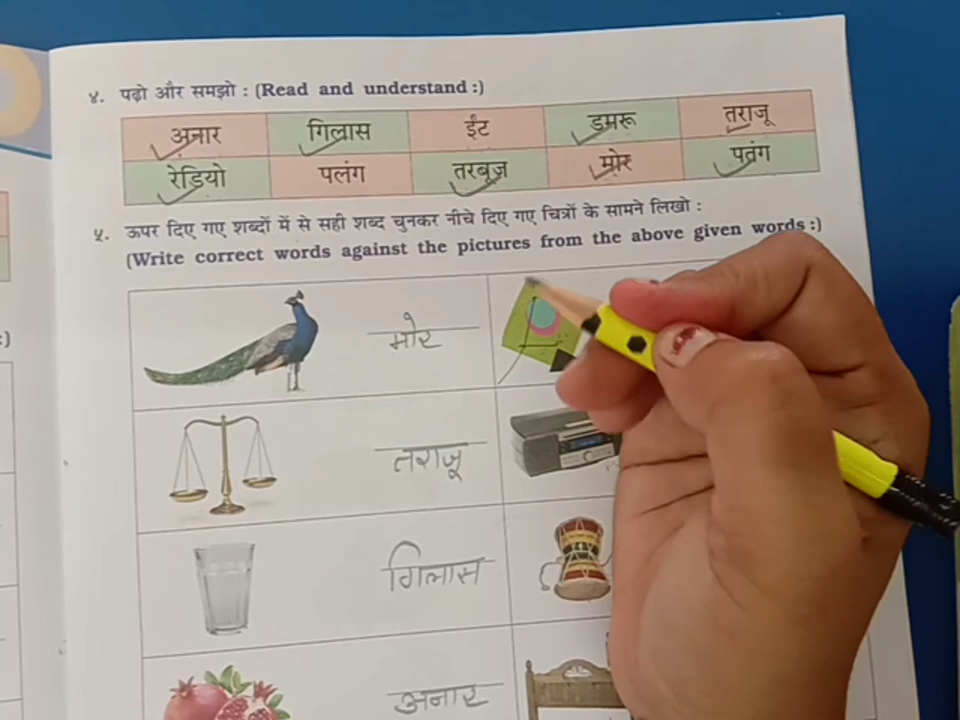 ४. पढ़ो और समझो : (Read and understand :)
अनार गिलास ईंट डमरू तराजू
रेडियो पलंग तरबूज़ मोर पतंग
५. ऊपर दिए गए शब्दों में से सही शब्द चुनकर नीचे दिए गए चित्रों के सामने लिखो :
(Write correct words against the pictures from the above given words :)
मोर
तराजू
गिलास
अनार